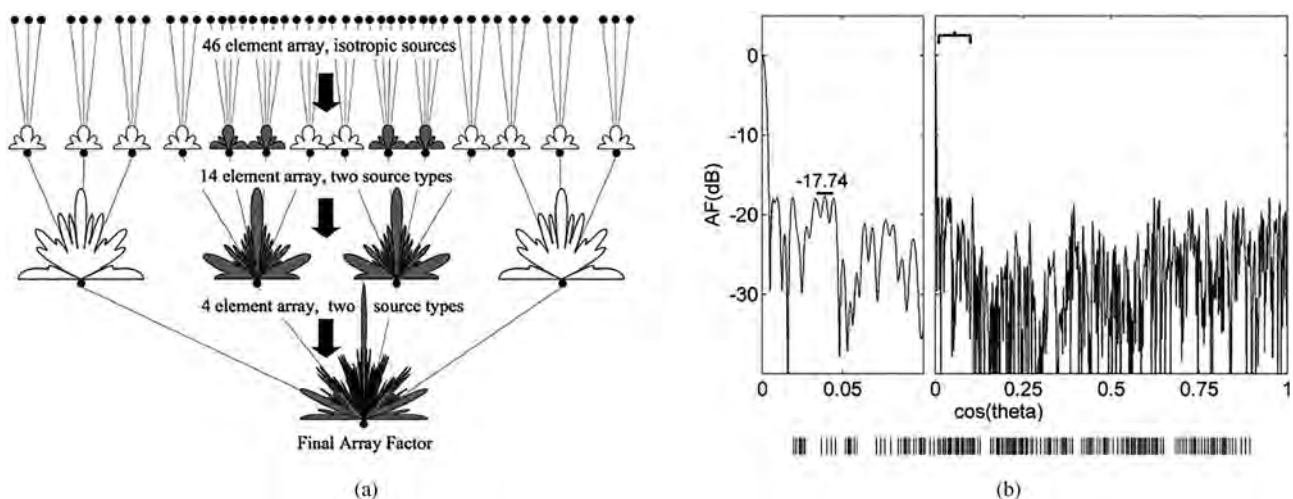 46 element array, isotropic sources
14 element array, two source types
4 element array, two source types
Final Array Factor
(a)
0
-10
-20
-30
AF(dB)
-17.74
0
0.05
0
0.25
0.5
0.75
1
cos(theta)
(b)